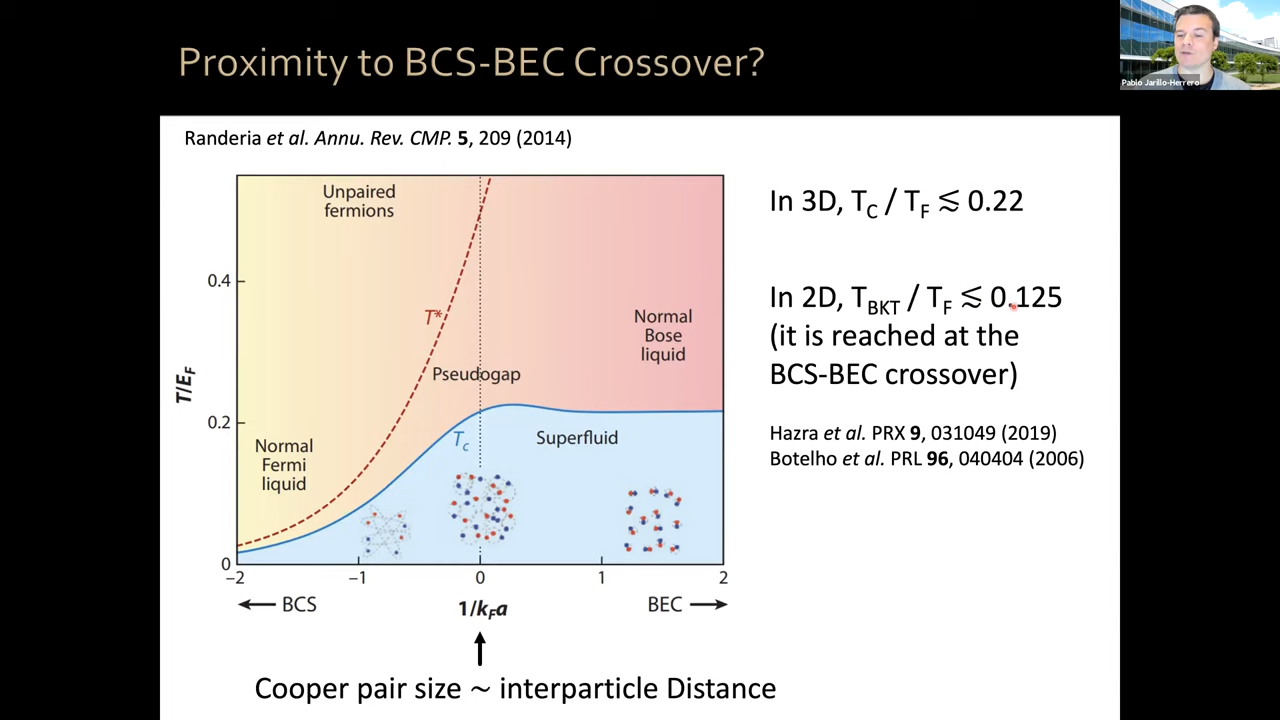 Proximity to BCS-BEC Crossover?
Pablo Jarillo-Herrero
Randeria et al. Annu. Rev. CMP. 5, 209 (2014)
Unpaired
fermions
0.4
T*
Normal
Bose
liquid
Pseudogap
T/E_F
0.2
T_c
Superfluid
Normal
Fermi
liquid
0
−2 −1 0 1 2
← BCS 1/k_Fa BEC →
Cooper pair size ~ interparticle Distance
In 3D, T_C / T_F ≲ 0.22
In 2D, T_BKT / T_F ≲ 0.125
(it is reached at the
BCS-BEC crossover)
Hazra et al. PRX 9, 031049 (2019)
Botelho et al. PRL 96, 040404 (2006)